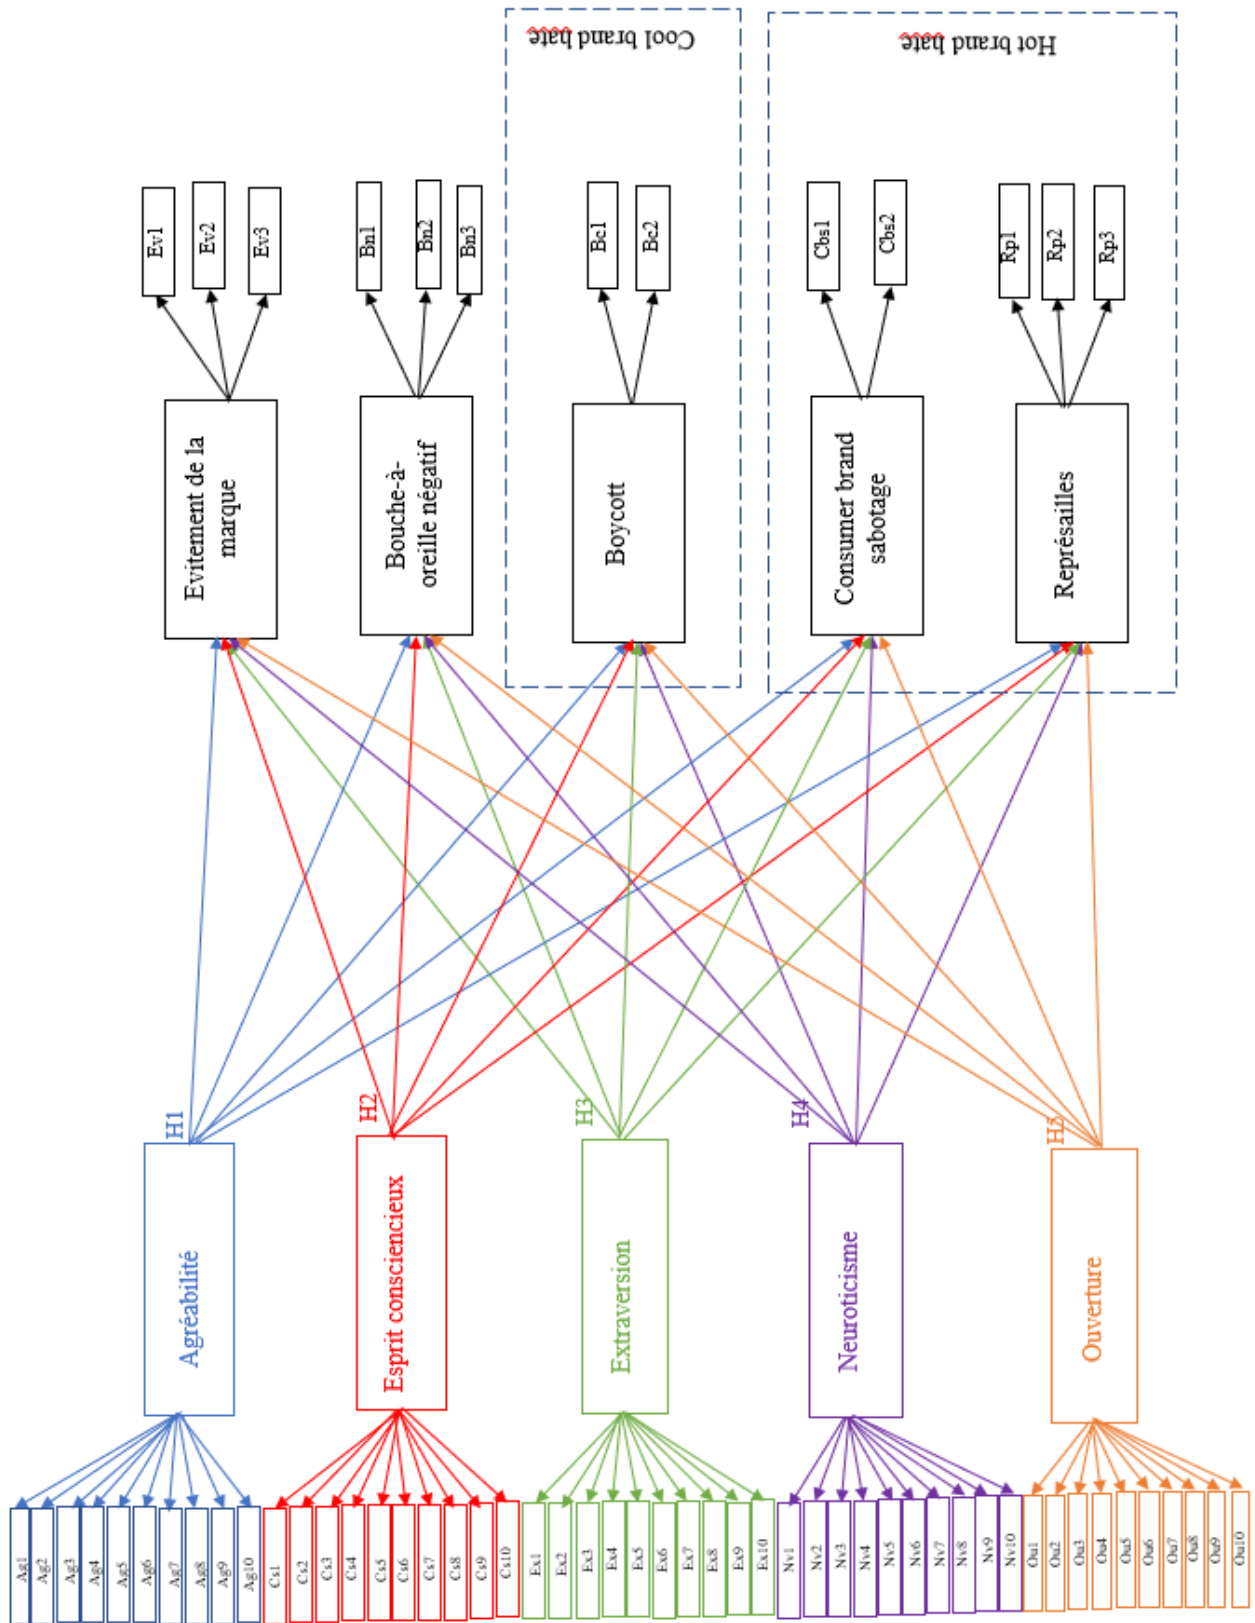 Cool brand hate
Hot brand hate
Ev1
Ev2
Ev3
Bn1
Bn2
Bn3
Bc1
Bc2
Cbs1
Cbs2
Rp1
Rp2
Rp3
Evitement de la
marque
Bouche-à-
oreille négatif
Boycott
Consumer brand
sabotage
Représailles
H1
H2
H3
H4
H5
Agréabilité
Esprit consciencieux
Extraversion
Neuroticisme
Ouverture
Ag1
Ag2
Ag3
Ag4
Ag5
Ag6
Ag7
Ag8
Ag9
Ag10
Cs1
Cs2
Cs3
Cs4
Cs5
Cs6
Cs7
Cs8
Cs9
Cs10
Ex1
Ex2
Ex3
Ex4
Ex5
Ex6
Ex7
Ex8
Ex9
Ex10
Nv1
Nv2
Nv3
Nv4
Nv5
Nv6
Nv7
Nv8
Nv9
Nv10
Ou1
Ou2
Ou3
Ou4
Ou5
Ou6
Ou7
Ou8
Ou9
Ou10